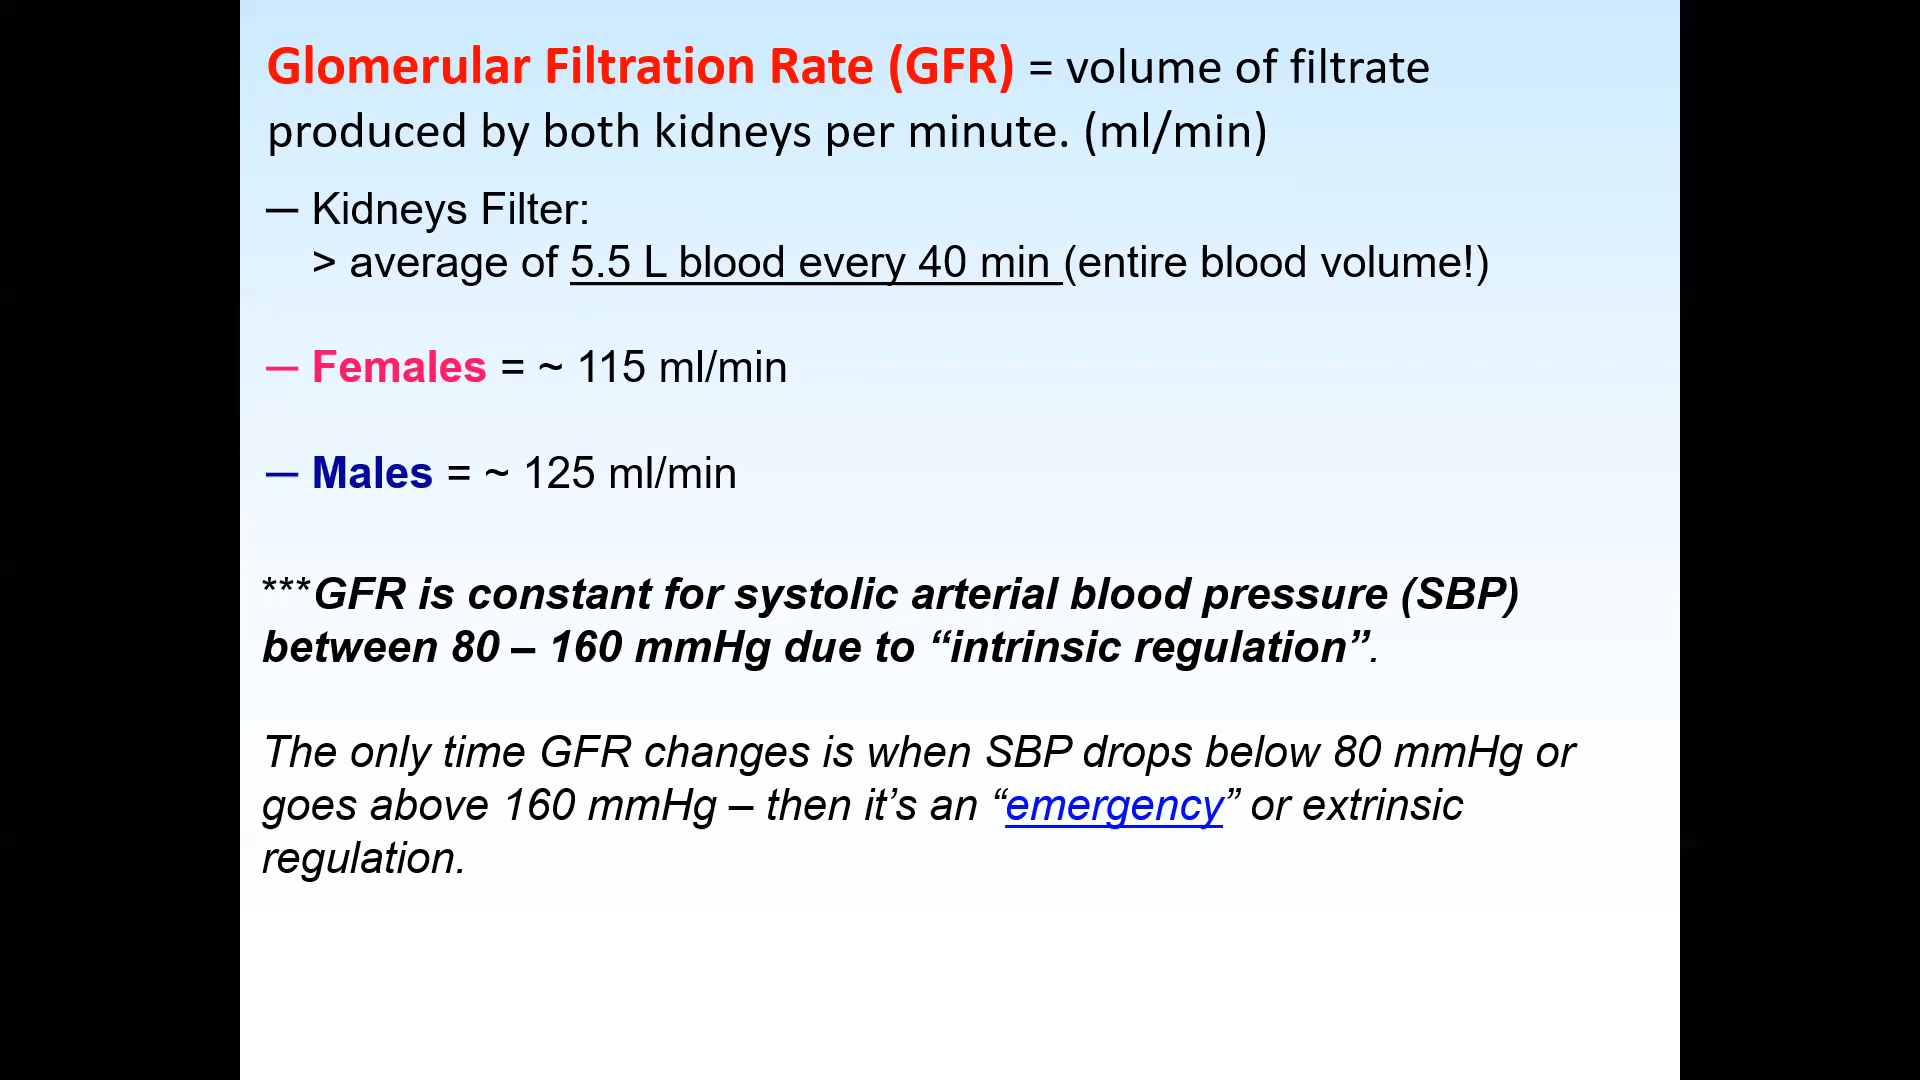 Glomerular Filtration Rate (GFR) = volume of filtrate
produced by both kidneys per minute. (ml/min)
— Kidneys Filter:
> average of 5.5 L blood every 40 min (entire blood volume!)
— Females = ~ 115 ml/min
— Males = ~ 125 ml/min
***GFR is constant for systolic arterial blood pressure (SBP)
between 80 – 160 mmHg due to “intrinsic regulation”.
The only time GFR changes is when SBP drops below 80 mmHg or
goes above 160 mmHg – then it’s an “emergency” or extrinsic
regulation.